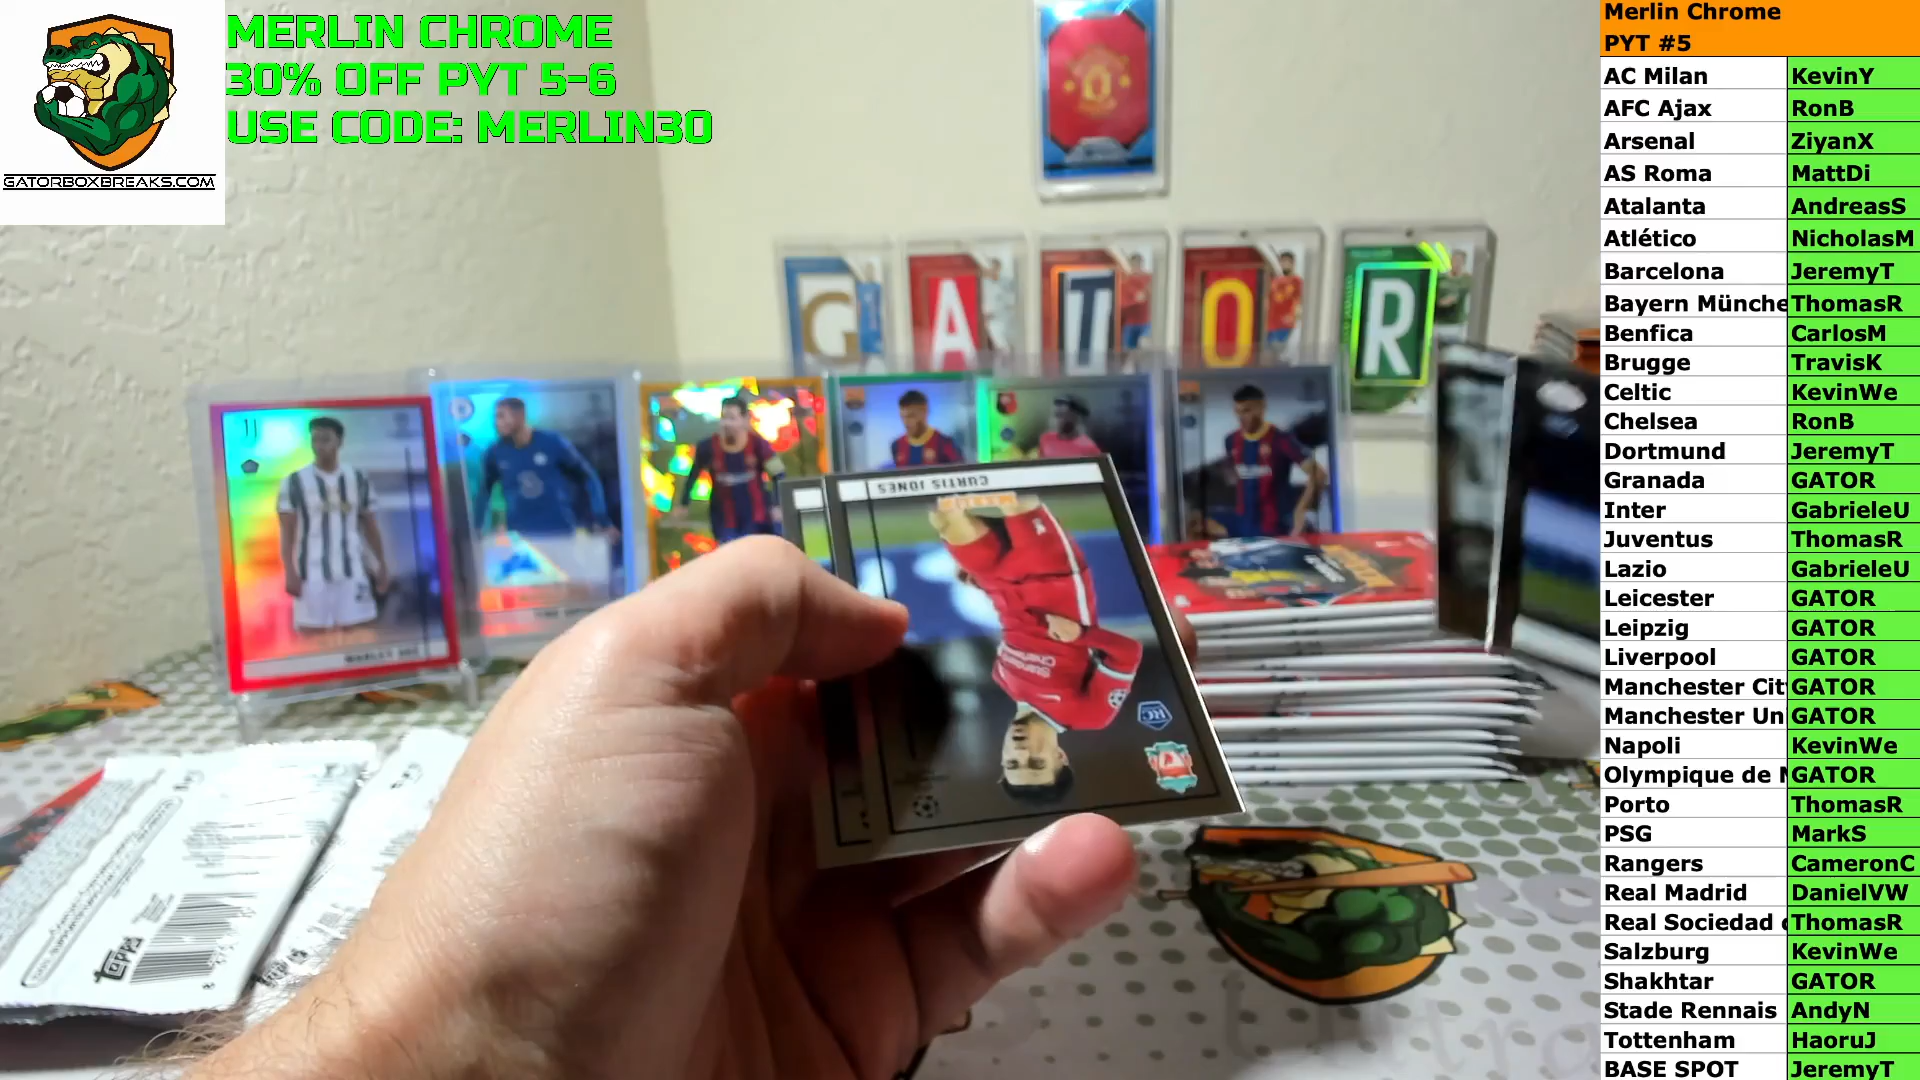 MERLIN CHROME
30% OFF PYT 5-6
USE CODE: MERLIN30
GATORBOXBREAKS.COM
Merlin Chrome
PYT #5
AC Milan KevinY
AFC Ajax RonB
Arsenal ZiyanX
AS Roma MattDi
Atalanta AndreasS
Atlético NicholasM
Barcelona JeremyT
Bayern Münche ThomasR
Benfica CarlosM
Brugge TravisK
Celtic KevinWe
Chelsea RonB
Dortmund JeremyT
Granada GATOR
Inter GabrieleU
Juventus ThomasR
Lazio GabrieleU
Leicester GATOR
Leipzig GATOR
Liverpool GATOR
Manchester Cit GATOR
Manchester Un GATOR
Napoli KevinWe
Olympique de GATOR
Porto ThomasR
PSG MarkS
Rangers CameronC
Real Madrid DanielVW
Real Sociedad ThomasR
Salzburg KevinWe
Shakhtar GATOR
Stade Rennais AndyN
Tottenham HaoruJ
BASE SPOT JeremyT
G A T O R
CURTIS JONES
MERLIN
Standard
Chartered
RC
topps